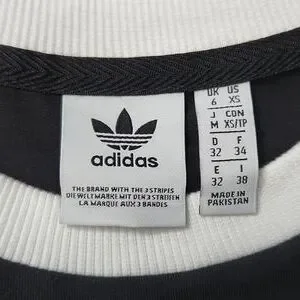 adidas
THE BRAND WITH THE 3 STRIPES
DIE WELTMARKE MIT DEN 3 STREIFEN
LA MARQUE AUX 3 BANDES
UK US
6 XS
J CDN
M XS/TP
D F
32 34
E I
32 38
MADE IN
PAKISTAN